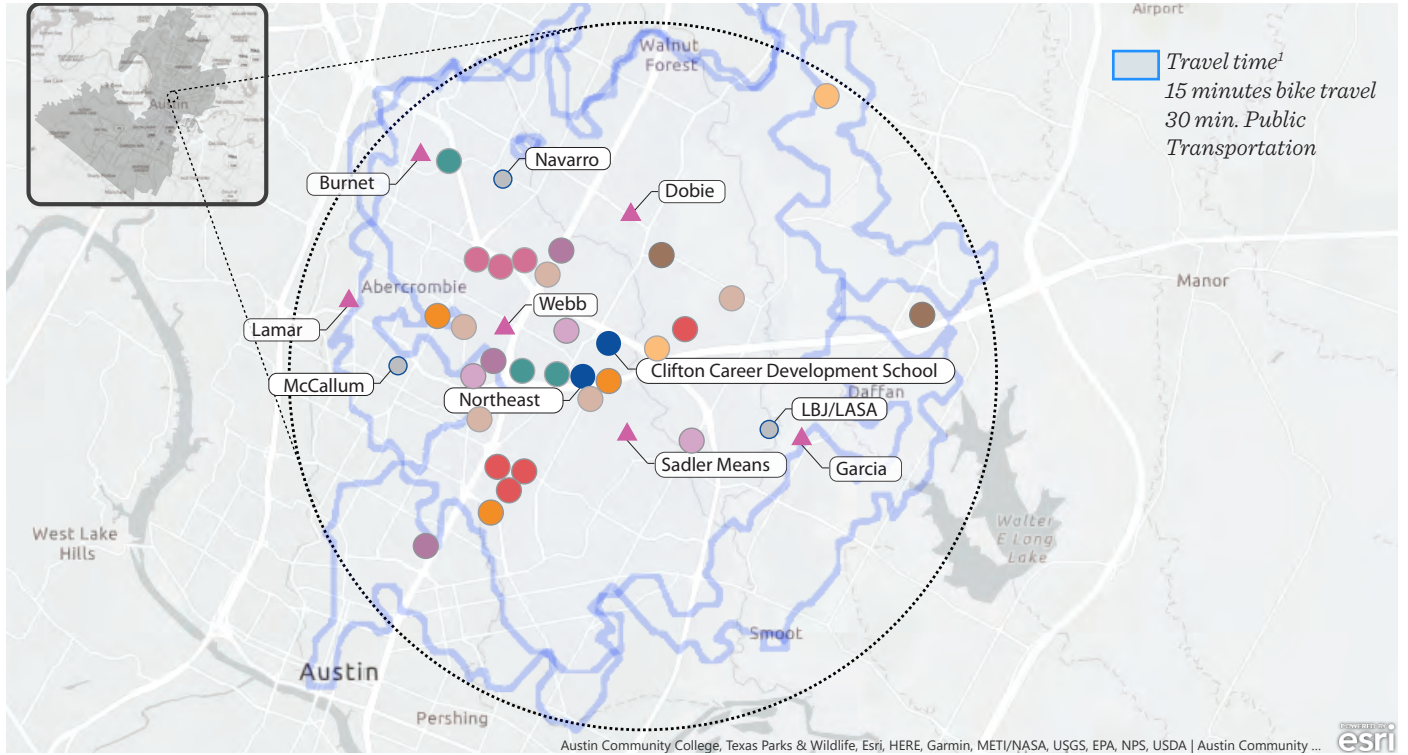 Airport
Walnut
Forest
Travel time¹
15 minutes bike travel
30 min. Public
Transportation
Austin
Navarro
Burnet
Dobie
Manor
Abercrombie
Webb
Lamar
Clifton Career Development School
McCallum
Daffan
Northeast
LBJ/LASA
Sadler Means
Garcia
West Lake
Hills
Walter
E Long
Lake
Smoot
Austin
Pershing
POWERED BY
esri
Austin Community College, Texas Parks & Wildlife, Esri, HERE, Garmin, METI/NASA, USGS, EPA, NPS, USDA | Austin Community ...